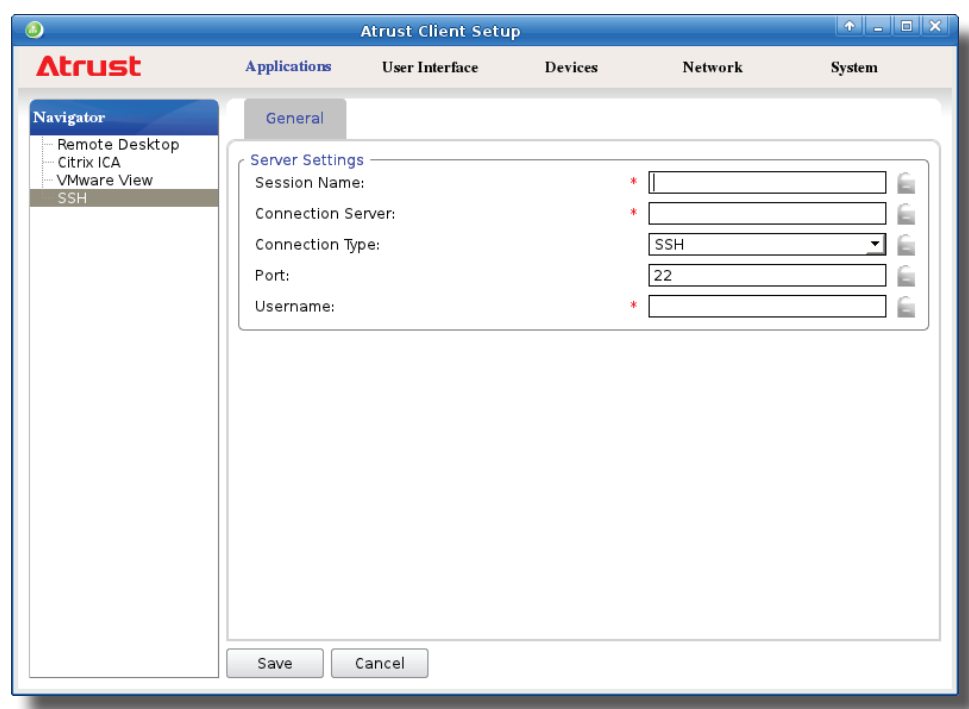 Atrust Client Setup
Atrust
Applications User Interface Devices Network System
Navigator
Remote Desktop
Citrix ICA
VMware View
SSH
General
Server Settings
Session Name: *
Connection Server: *
Connection Type: SSH
Port: 22
Username: *
Save Cancel